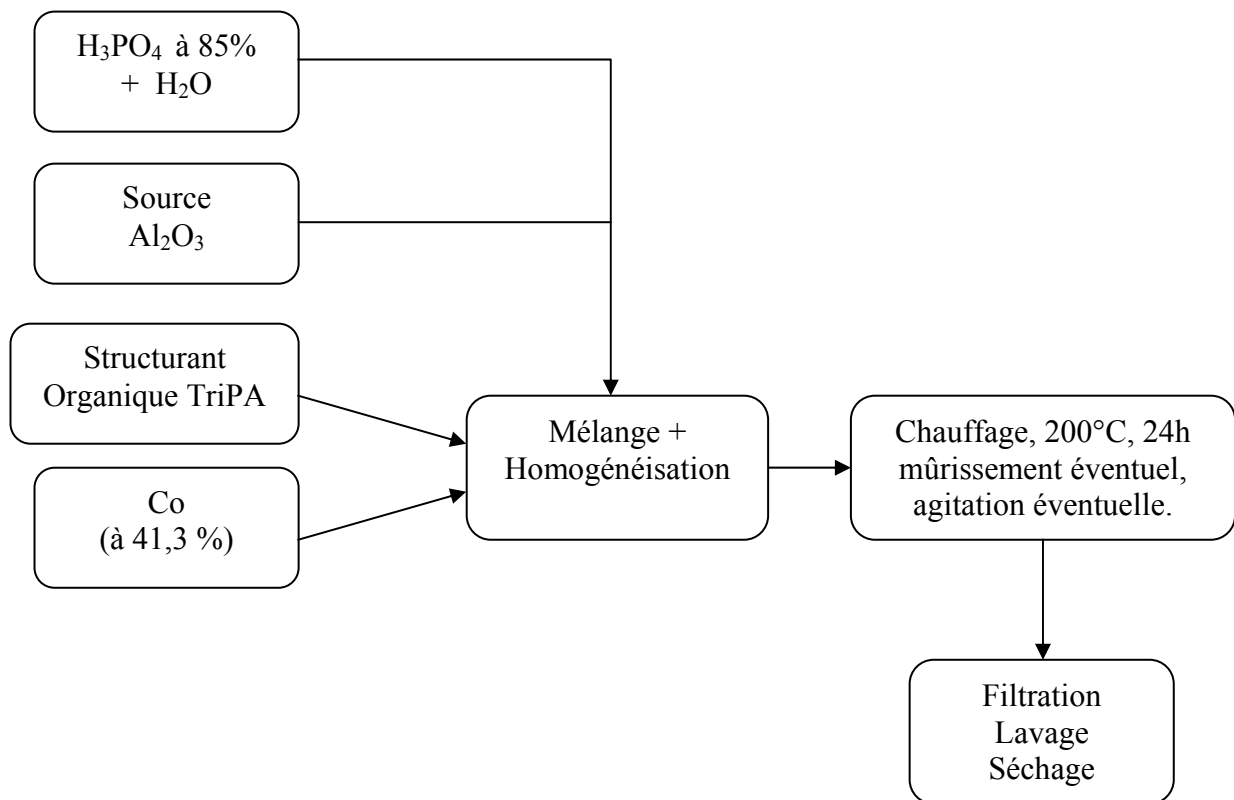 H₃PO₄ à 85%
+ H₂O
Source
Al₂O₃
Structurant
Organique TriPA
Co
(à 41,3 %)
Mélange +
Homogénéisation
Chauffage, 200°C, 24h
mûrissement éventuel,
agitation éventuelle.
Filtration
Lavage
Séchage